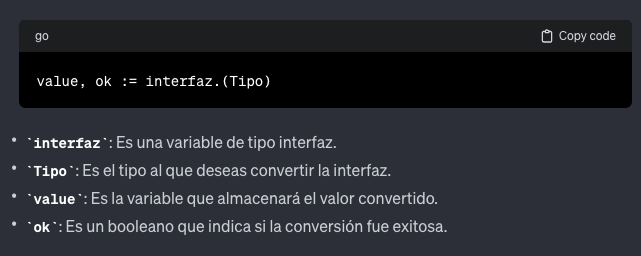 go Copy code
value, ok := interfaz.(Tipo)
• `interfaz`: Es una variable de tipo interfaz.
• `Tipo`: Es el tipo al que deseas convertir la interfaz.
• `value`: Es la variable que almacenará el valor convertido.
• `ok`: Es un booleano que indica si la conversión fue exitosa.